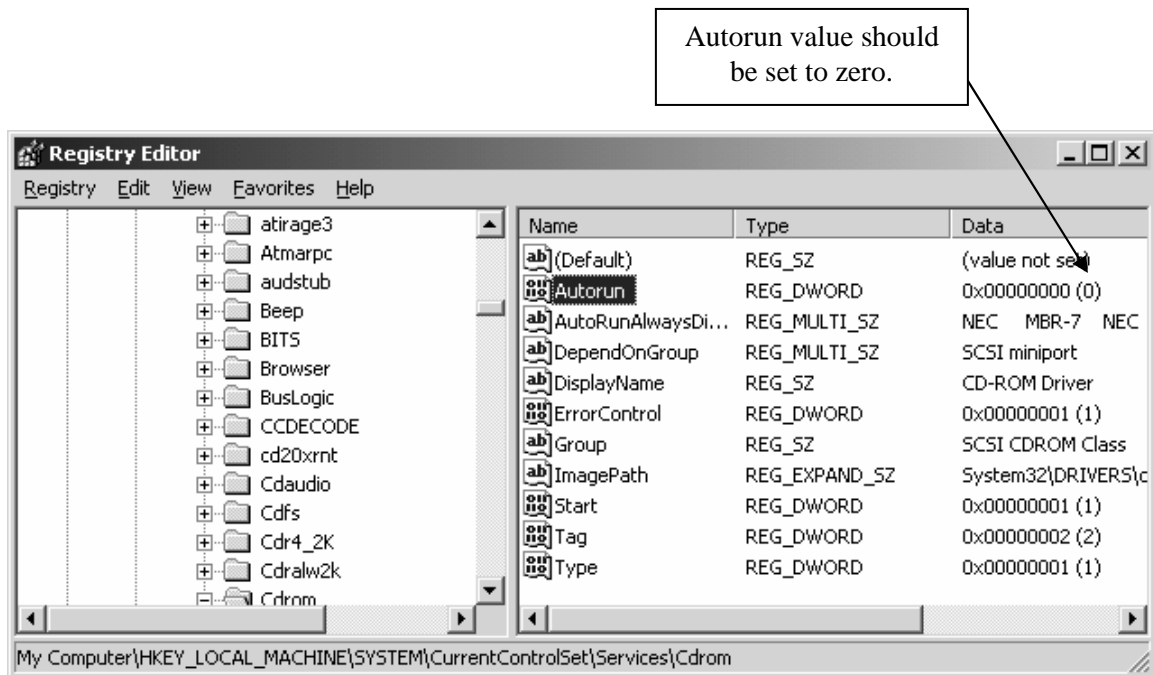 Autorun value should
be set to zero.
Registry Editor
Registry Edit View Favorites Help
atirage3
Atmarpc
audstub
Beep
BITS
Browser
BusLogic
CCDECODE
cd20xrnt
Cdaudio
Cdfs
Cdr4_2K
Cdralw2k
Cdrom
Name Type Data
(Default) REG_SZ (value not set)
Autorun REG_DWORD 0x00000000 (0)
AutoRunAlwaysDi... REG_MULTI_SZ NEC MBR-7 NEC
DependOnGroup REG_MULTI_SZ SCSI miniport
DisplayName REG_SZ CD-ROM Driver
ErrorControl REG_DWORD 0x00000001 (1)
Group REG_SZ SCSI CDROM Class
ImagePath REG_EXPAND_SZ System32\DRIVERS\c
Start REG_DWORD 0x00000001 (1)
Tag REG_DWORD 0x00000002 (2)
Type REG_DWORD 0x00000001 (1)
My Computer\HKEY_LOCAL_MACHINE\SYSTEM\CurrentControlSet\Services\Cdrom